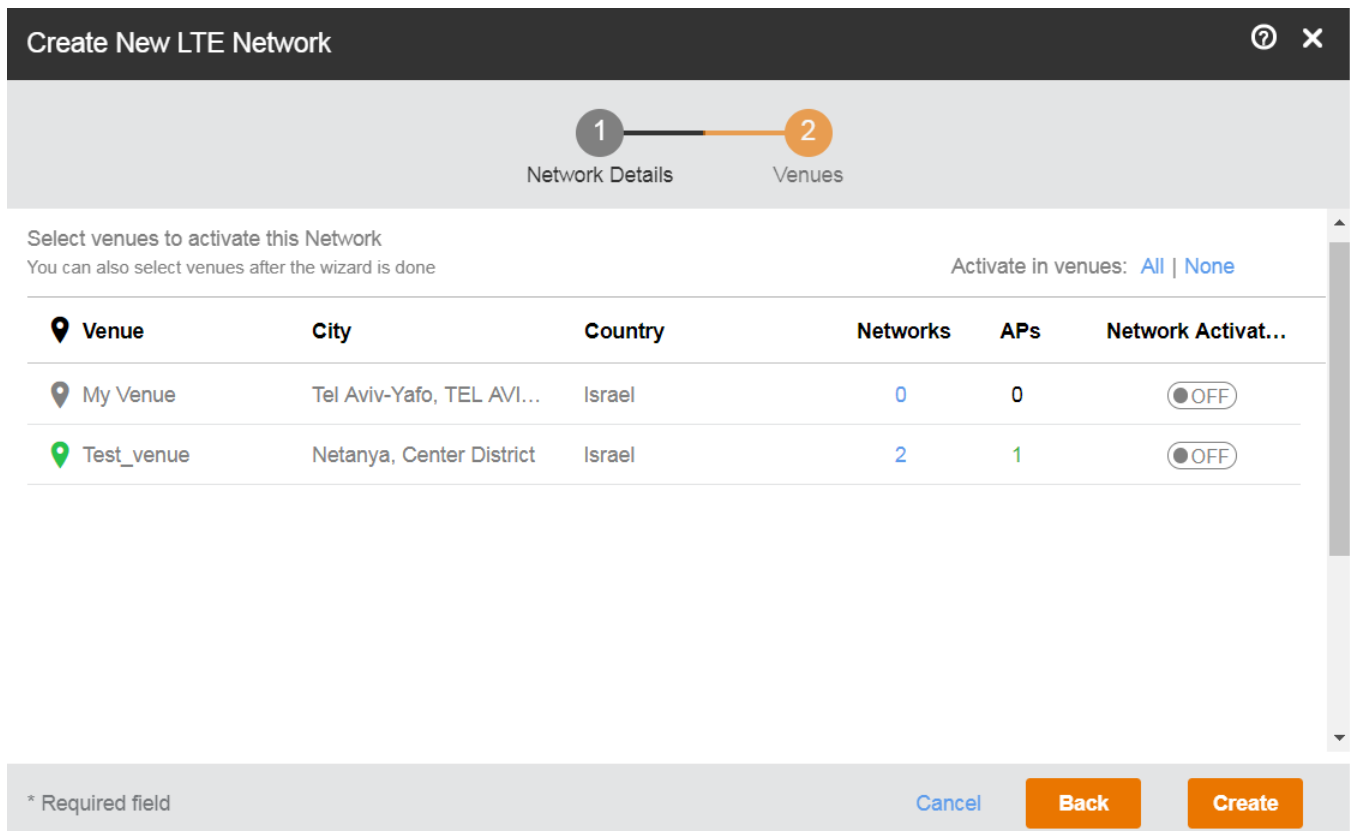 Create New LTE Network
1 2
Network Details Venues
Select venues to activate this Network
You can also select venues after the wizard is done
Activate in venues: All | None
Venue City Country Networks APs Network Activat...
My Venue Tel Aviv-Yafo, TEL AVI... Israel 0 0 OFF
Test_venue Netanya, Center District Israel 2 1 OFF
* Required field Cancel Back Create